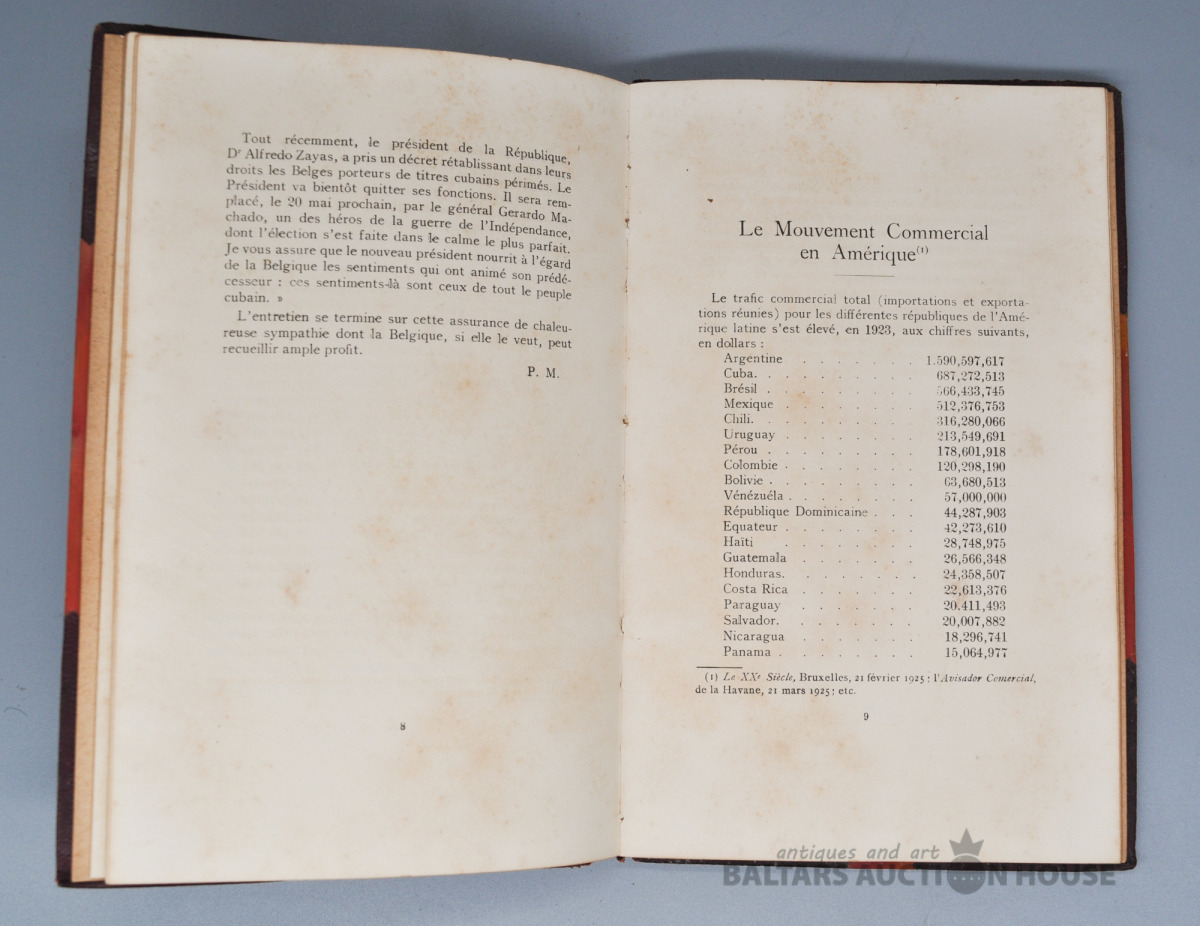 Tout récemment, le président de la République,
Dr Alfredo Zayas, a pris un décret rétablissant dans leurs
droits les Belges porteurs de titres cubains périmés. Le
Président va bientôt quitter ses fonctions. Il sera rem-
placé, le 20 mai prochain, par le général Gerardo Ma-
chado, un des héros de la guerre de l'Indépendance,
dont l'élection s'est faite dans le calme le plus parfait.
Je vous assure que le nouveau président nourrit à l'égard
de la Belgique les sentiments qui ont animé son prédé-
cesseur : ces sentiments-là sont ceux de tout le peuple
cubain. »
L'entretien se termine sur cette assurance de chaleu-
reuse sympathie dont la Belgique, si elle le veut, peut
recueillir ample profit.
P. M.
8
Le Mouvement Commercial
en Amérique(1)
Le trafic commercial total (importations et exporta-
tions réunies) pour les différentes républiques de l'Amé-
rique latine s'est élevé, en 1923, aux chiffres suivants,
en dollars :
Argentine . . . . . . . 1.590,597,617
Cuba. . . . . . . . . . 687,272,513
Brésil . . . . . . . . . 566,433,745
Mexique . . . . . . . . 512,376,753
Chili. . . . . . . . . . 316,280,066
Uruguay . . . . . . . . 213,549,691
Pérou . . . . . . . . . 178,601,918
Colombie . . . . . . . . 120,298,190
Bolivie . . . . . . . . . 63,680,513
Vénézuéla . . . . . . . . 57,000,000
République Dominicaine . . . 44,287,903
Equateur . . . . . . . . 42,273,610
Haïti . . . . . . . . 28,748,975
Guatemala . . . . . . . 26,566,348
Honduras. . . . . . . . 24,358,507
Costa Rica . . . . . . . 22,613,376
Paraguay . . . . . . . 20.411,493
Salvador. . . . . . . . 20,007,882
Nicaragua . . . . . . . 18,296,741
Panama . . . . . . . . 15,064,977
(1) Le XXe Siècle, Bruxelles, 21 février 1925 ; l'Avisador Comercial,
de la Havane, 21 mars 1925 ; etc.
9
antiques and art
BALTARS AUCTION HOUSE